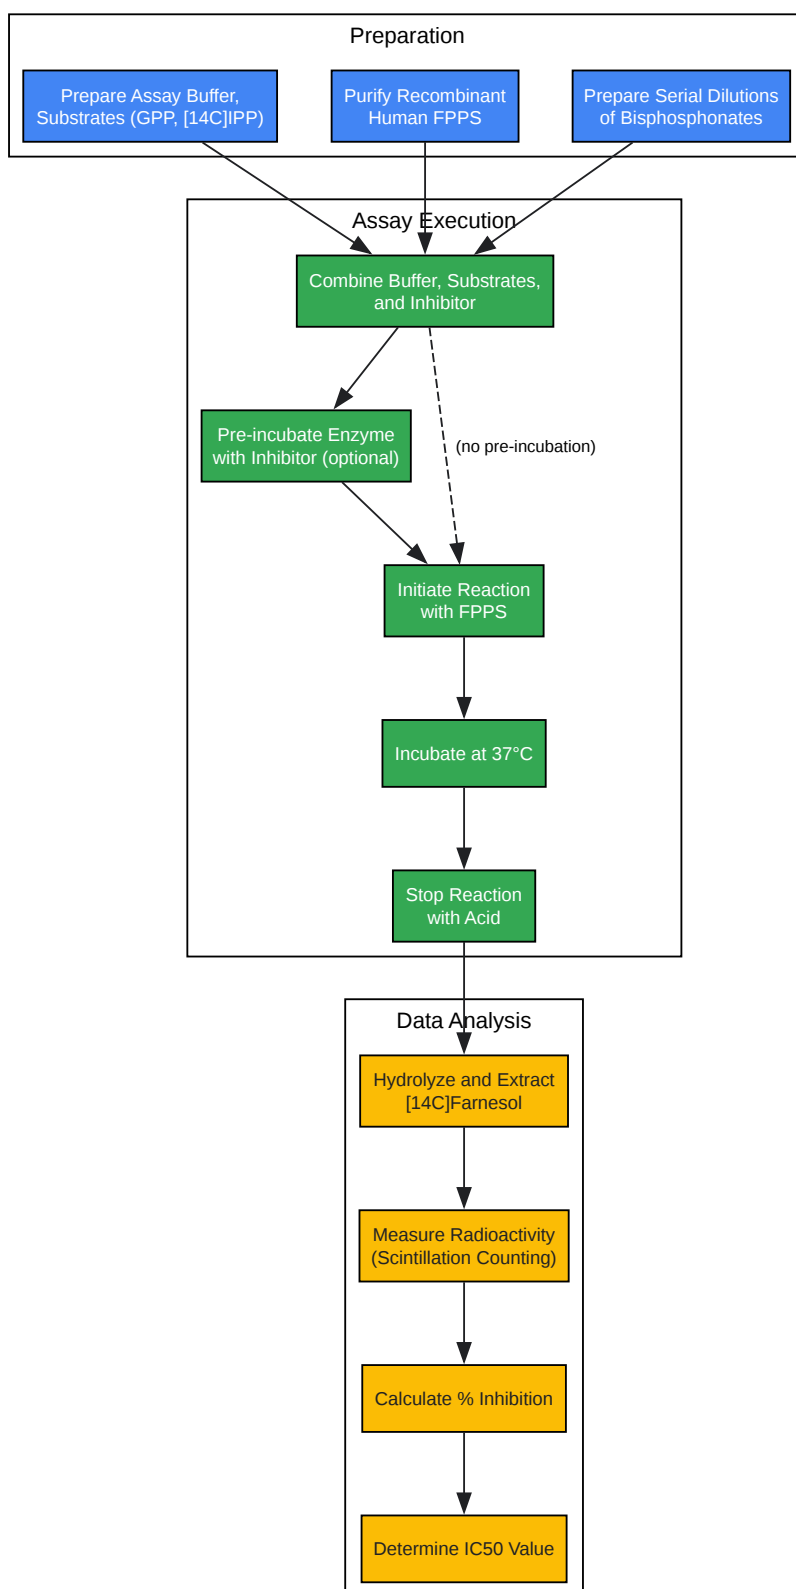 Preparation
Prepare Assay Buffer,
Substrates (GPP, [14C]IPP)
Purify Recombinant
Human FPPS
Prepare Serial Dilutions
of Bisphosphonates
Assay Execution
Combine Buffer, Substrates,
and Inhibitor
Pre-incubate Enzyme
with Inhibitor (optional)
(no pre-incubation)
Initiate Reaction
with FPPS
Incubate at 37°C
Stop Reaction
with Acid
Data Analysis
Hydrolyze and Extract
[14C]Farnesol
Measure Radioactivity
(Scintillation Counting)
Calculate % Inhibition
Determine IC50 Value